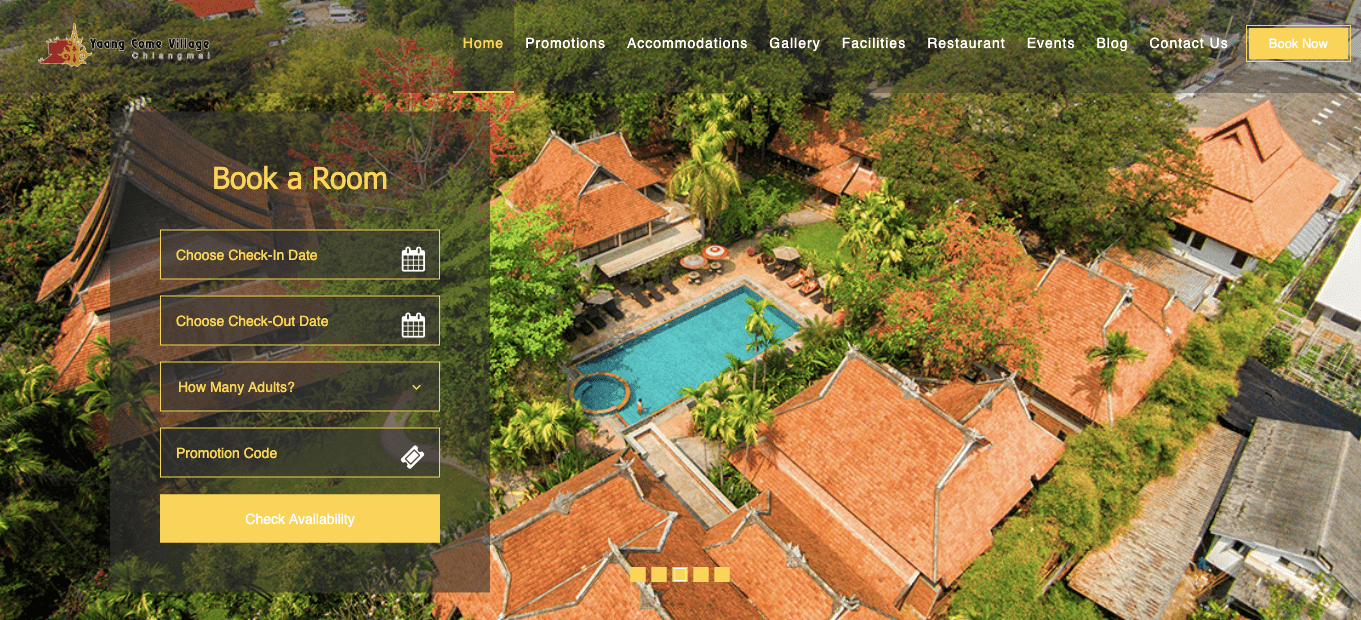 Yaang Come Village
Chiangmai
Home Promotions Accommodations Gallery Facilities Restaurant Events Blog Contact Us Book Now
Book a Room
Choose Check-In Date
Choose Check-Out Date
How Many Adults?
Promotion Code
Check Availability